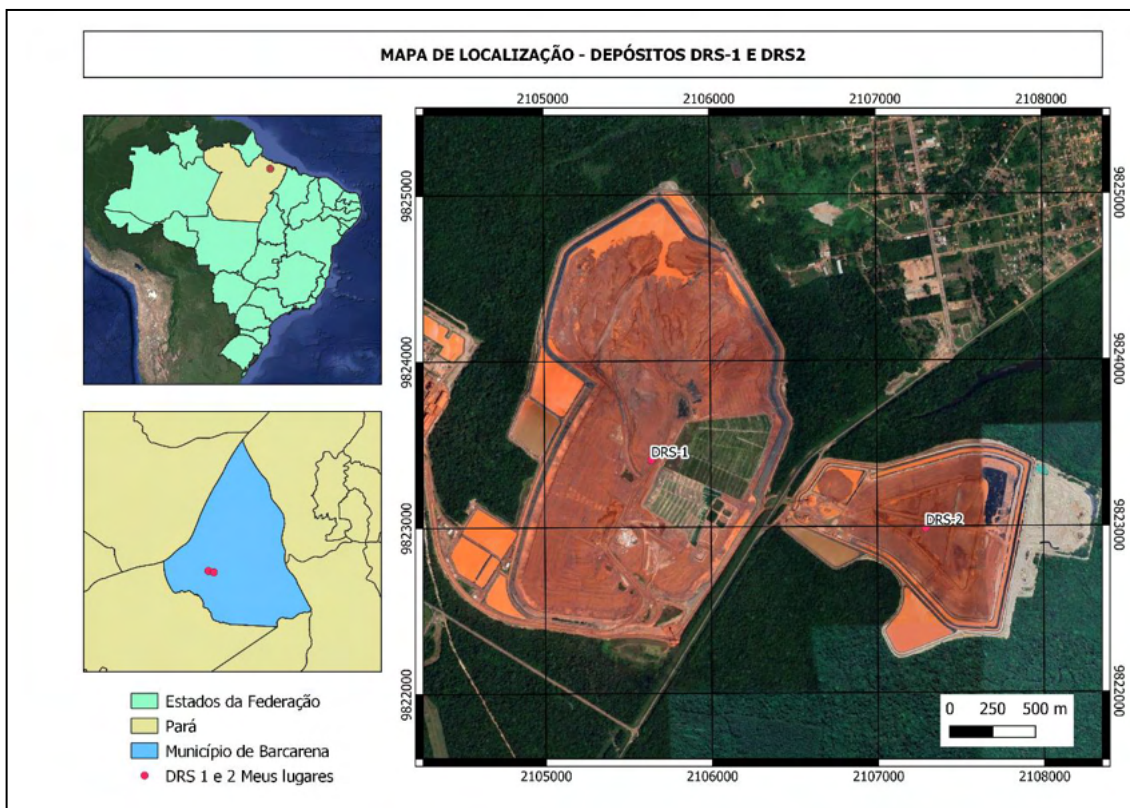 MAPA DE LOCALIZAÇÃO - DEPÓSITOS DRS-1 E DRS2
2105000 2106000 2107000 2108000
9825000 9825000
9824000 9824000
DRS-1
9823000 DRS-2 9823000
9822000 9822000
0 250 500 m
2105000 2106000 2107000 2108000
Estados da Federação
Pará
Município de Barcarena
DRS 1 e 2 Meus lugares